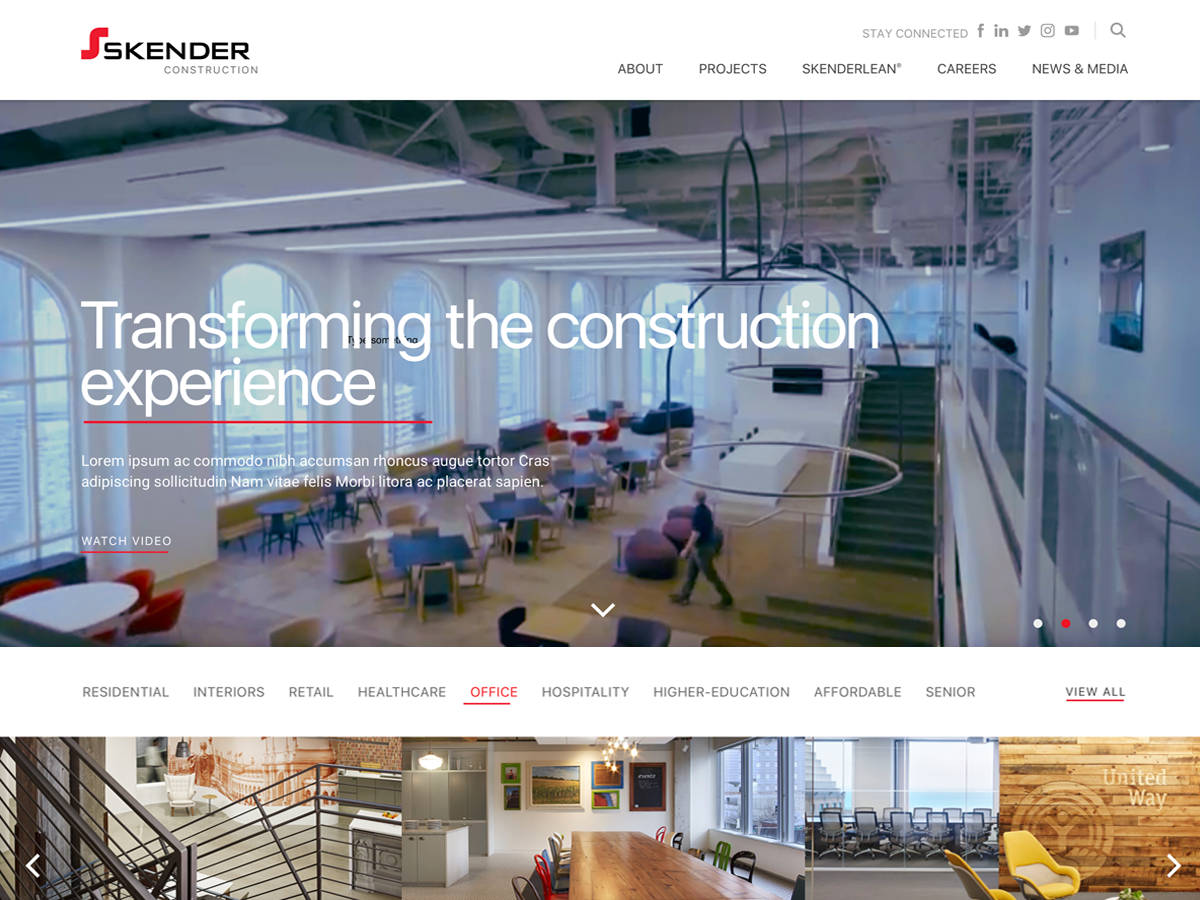 SKENDER
CONSTRUCTION
STAY CONNECTED
ABOUT PROJECTS SKENDERLEAN® CAREERS NEWS & MEDIA
Transforming the construction
Type something
experience
Lorem ipsum ac commodo nibh accumsan rhoncus augue tortor Cras
adipiscing sollicitudin Nam vitae felis Morbi litora ac placerat sapien.
WATCH VIDEO
RESIDENTIAL INTERIORS RETAIL HEALTHCARE OFFICE HOSPITALITY HIGHER-EDUCATION AFFORDABLE SENIOR VIEW ALL
United
Way